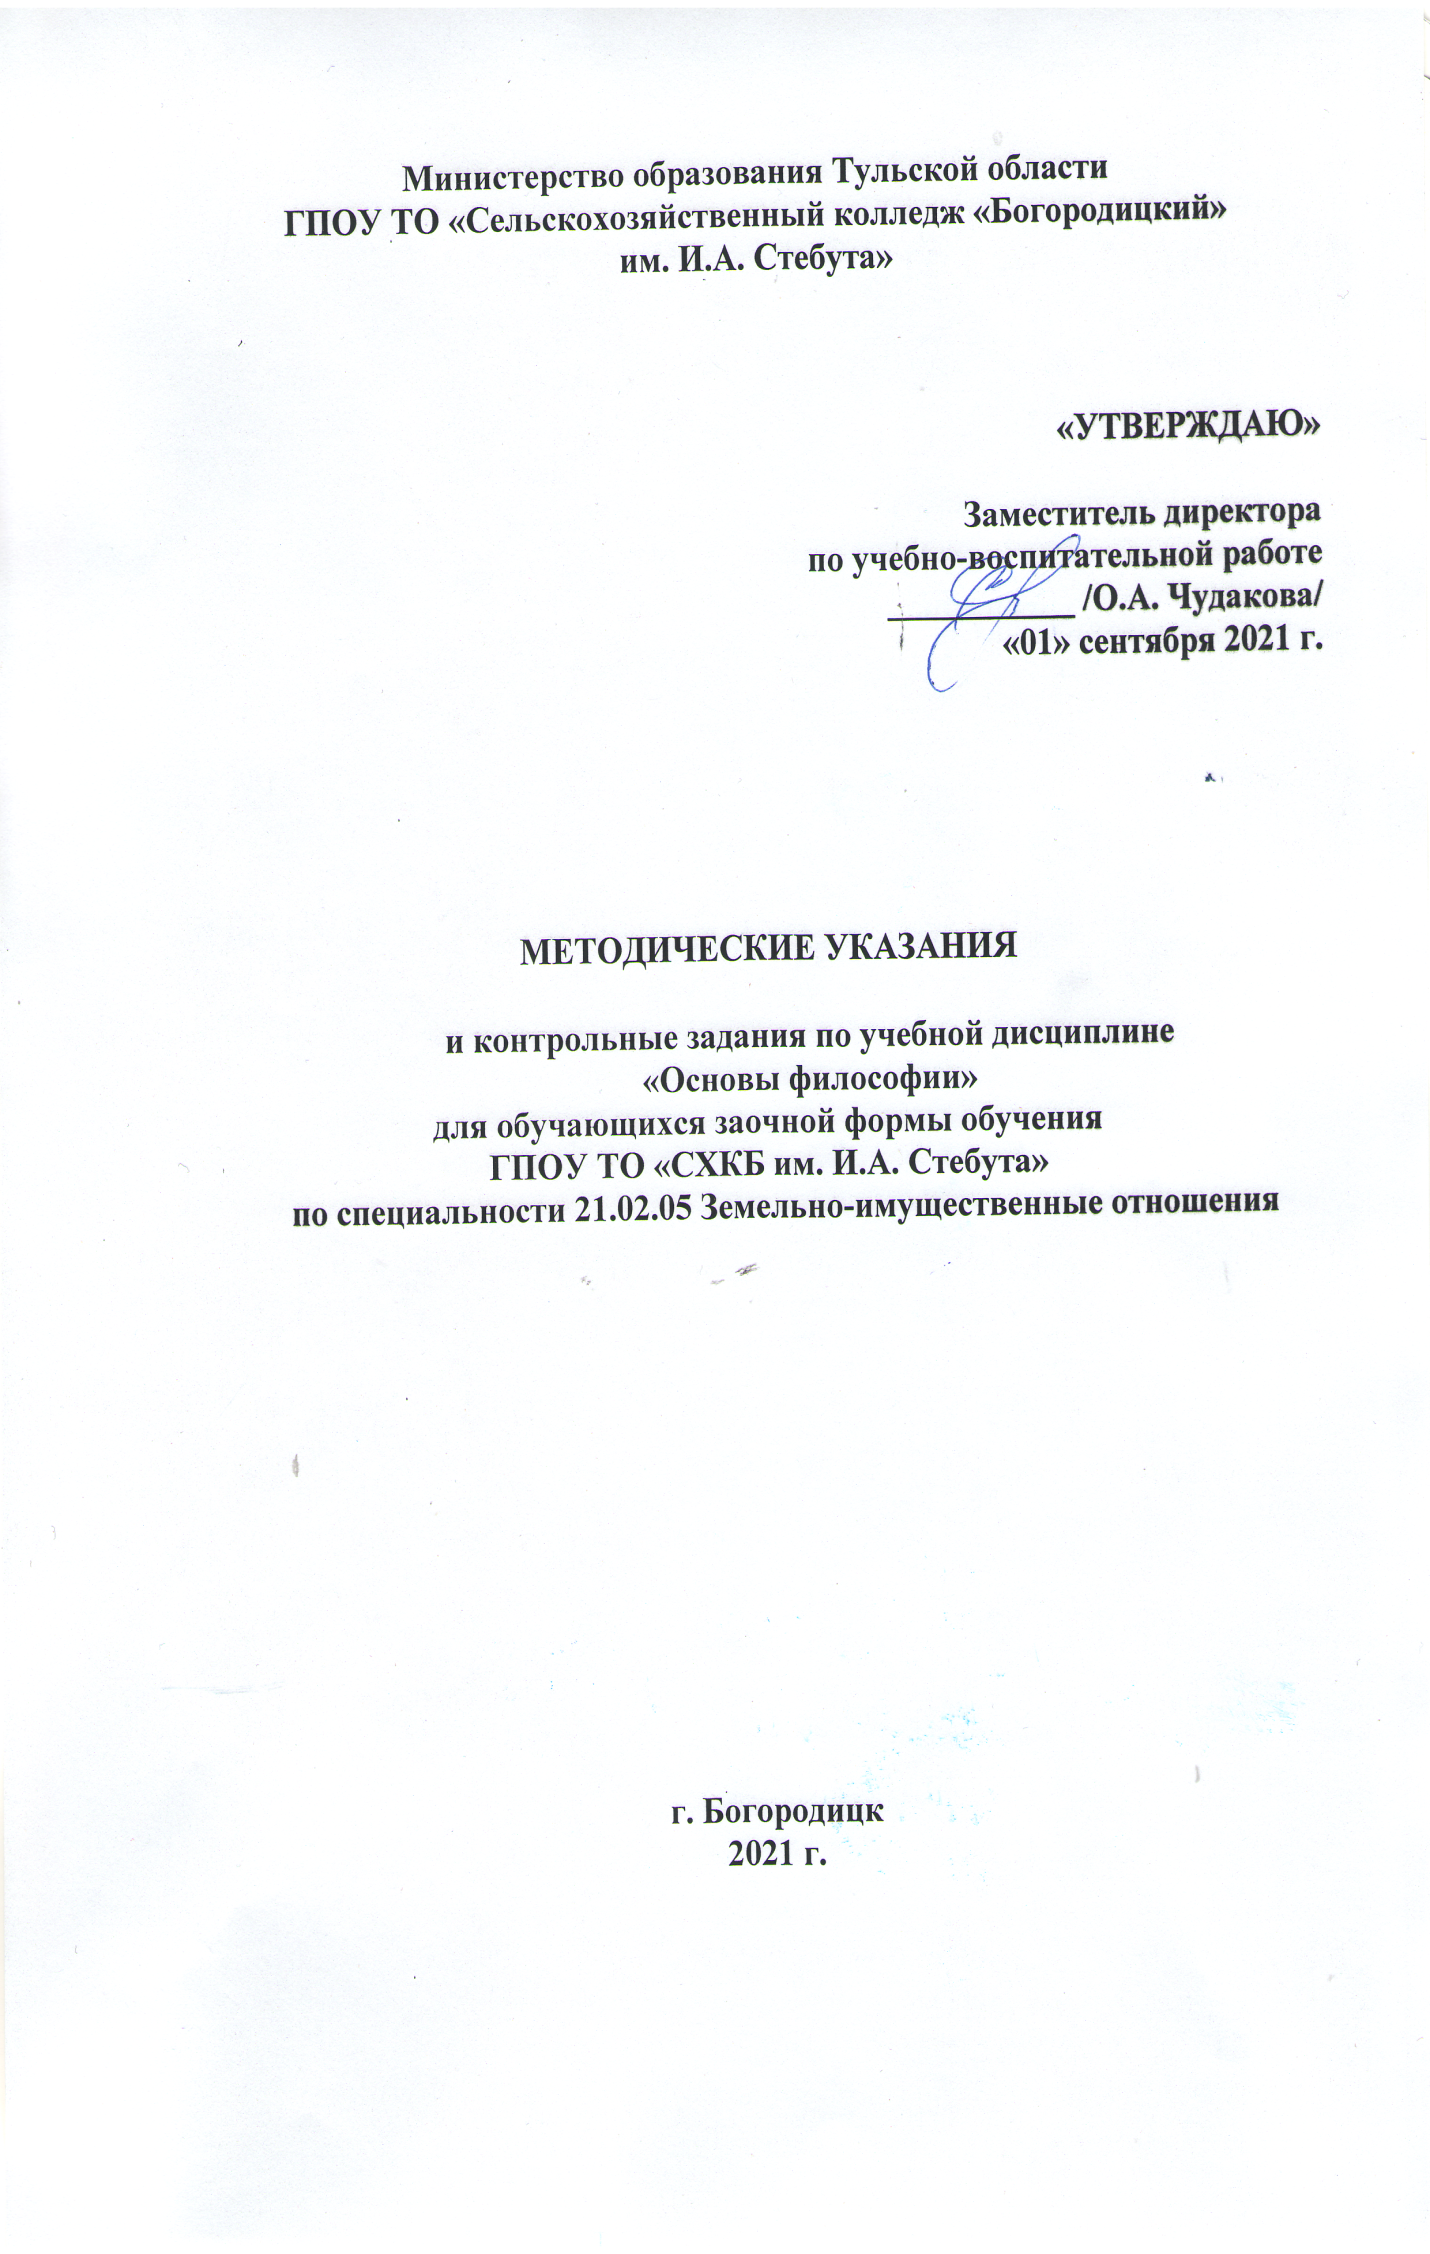 Министерство образования Тульской области
ГПОУ ТО «Сельскохозяйственный колледж «Богородицкий»
им. И.А. Стебута»
«УТВЕРЖДАЮ»
Заместитель директора
по учебно-воспитательной работе
__________ /О.А. Чудакова/
«01» сентября 2021 г.
МЕТОДИЧЕСКИЕ УКАЗАНИЯ
и контрольные задания по учебной дисциплине
«Основы философии»
для обучающихся заочной формы обучения
ГПОУ ТО «СХКБ им. И.А. Стебута»
по специальности 21.02.05 Земельно-имущественные отношения
г. Богородицк
2021 г.